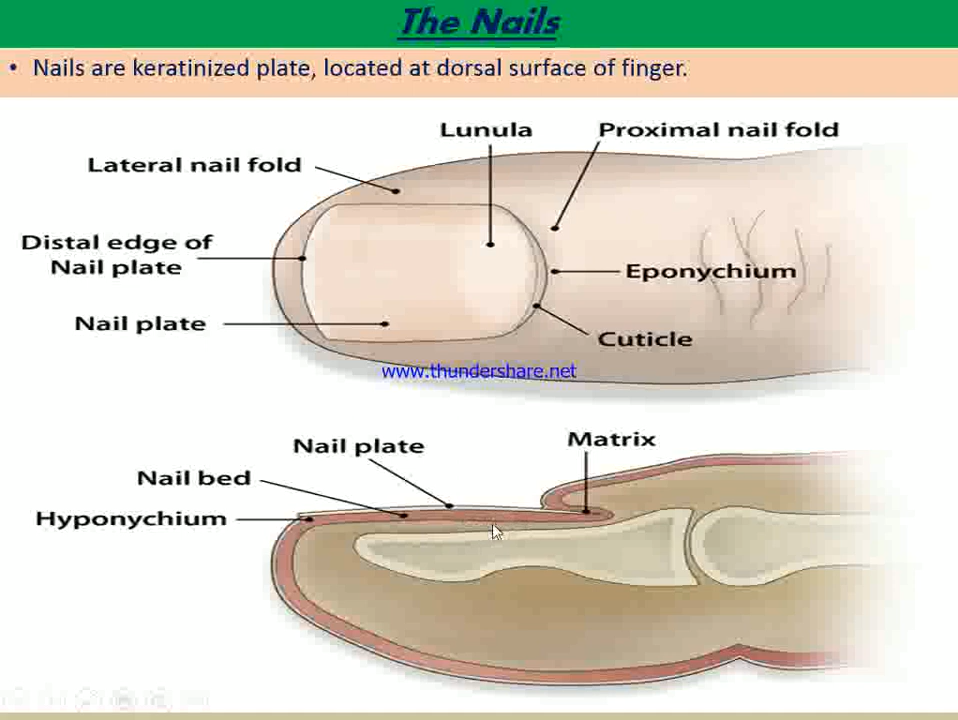 The Nails
• Nails are keratinized plate, located at dorsal surface of finger.
Lunula
Proximal nail fold
Lateral nail fold
Distal edge of
Nail plate
Eponychium
Nail plate
Cuticle
www.thundershare.net
Matrix
Nail plate
Nail bed
Hyponychium